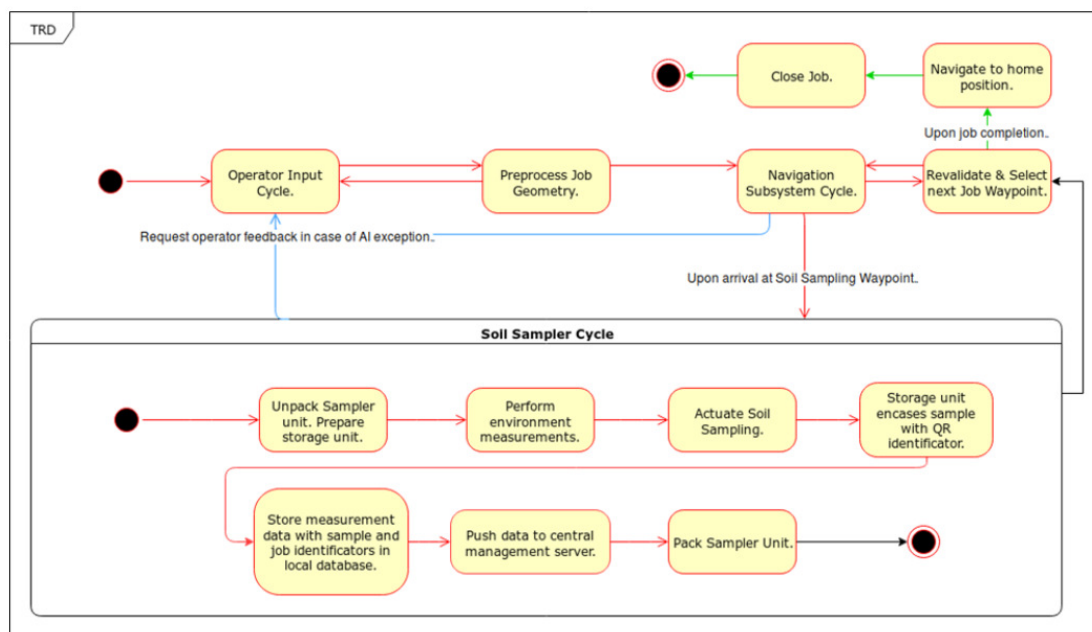 TRD
Close Job.
Navigate to home
position.
Upon job completion.
Operator Input
Cycle.
Preprocess Job
Geometry.
Navigation
Subsystem Cycle.
Revalidate & Select
next Job Waypoint.
Request operator feedback in case of AI exception.
Upon arrival at Soil Sampling Waypoint.
Soil Sampler Cycle
Unpack Sampler
unit. Prepare
storage unit.
Perform
environment
measurements.
Actuate Soil
Sampling.
Storage unit
encases sample
with QR
identificator.
Store measurement
data with sample and
job identificators in
local database.
Push data to central
management server.
Pack Sampler Unit.